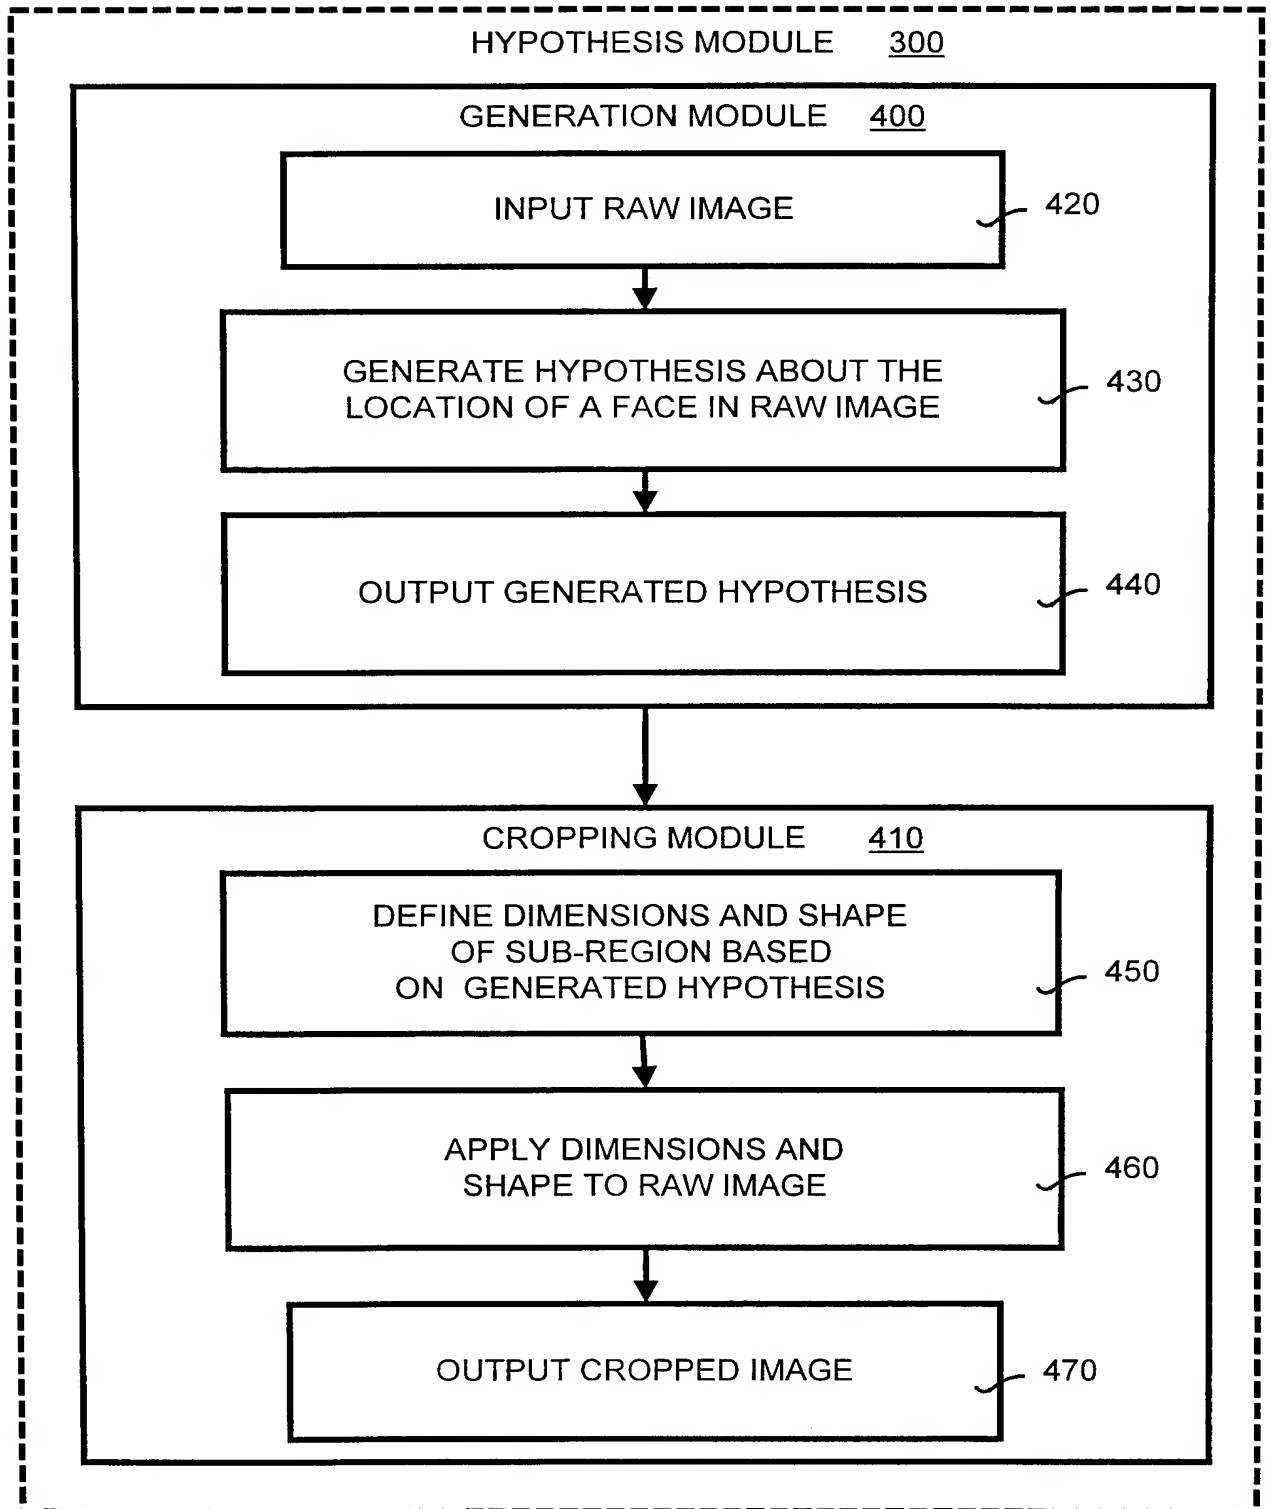 HYPOTHESIS MODULE 300
GENERATION MODULE 400
INPUT RAW IMAGE
420
GENERATE HYPOTHESIS ABOUT THE
LOCATION OF A FACE IN RAW IMAGE
430
OUTPUT GENERATED HYPOTHESIS
440
CROPPING MODULE 410
DEFINE DIMENSIONS AND SHAPE
OF SUB-REGION BASED
ON GENERATED HYPOTHESIS
450
APPLY DIMENSIONS AND
SHAPE TO RAW IMAGE
460
OUTPUT CROPPED IMAGE
470